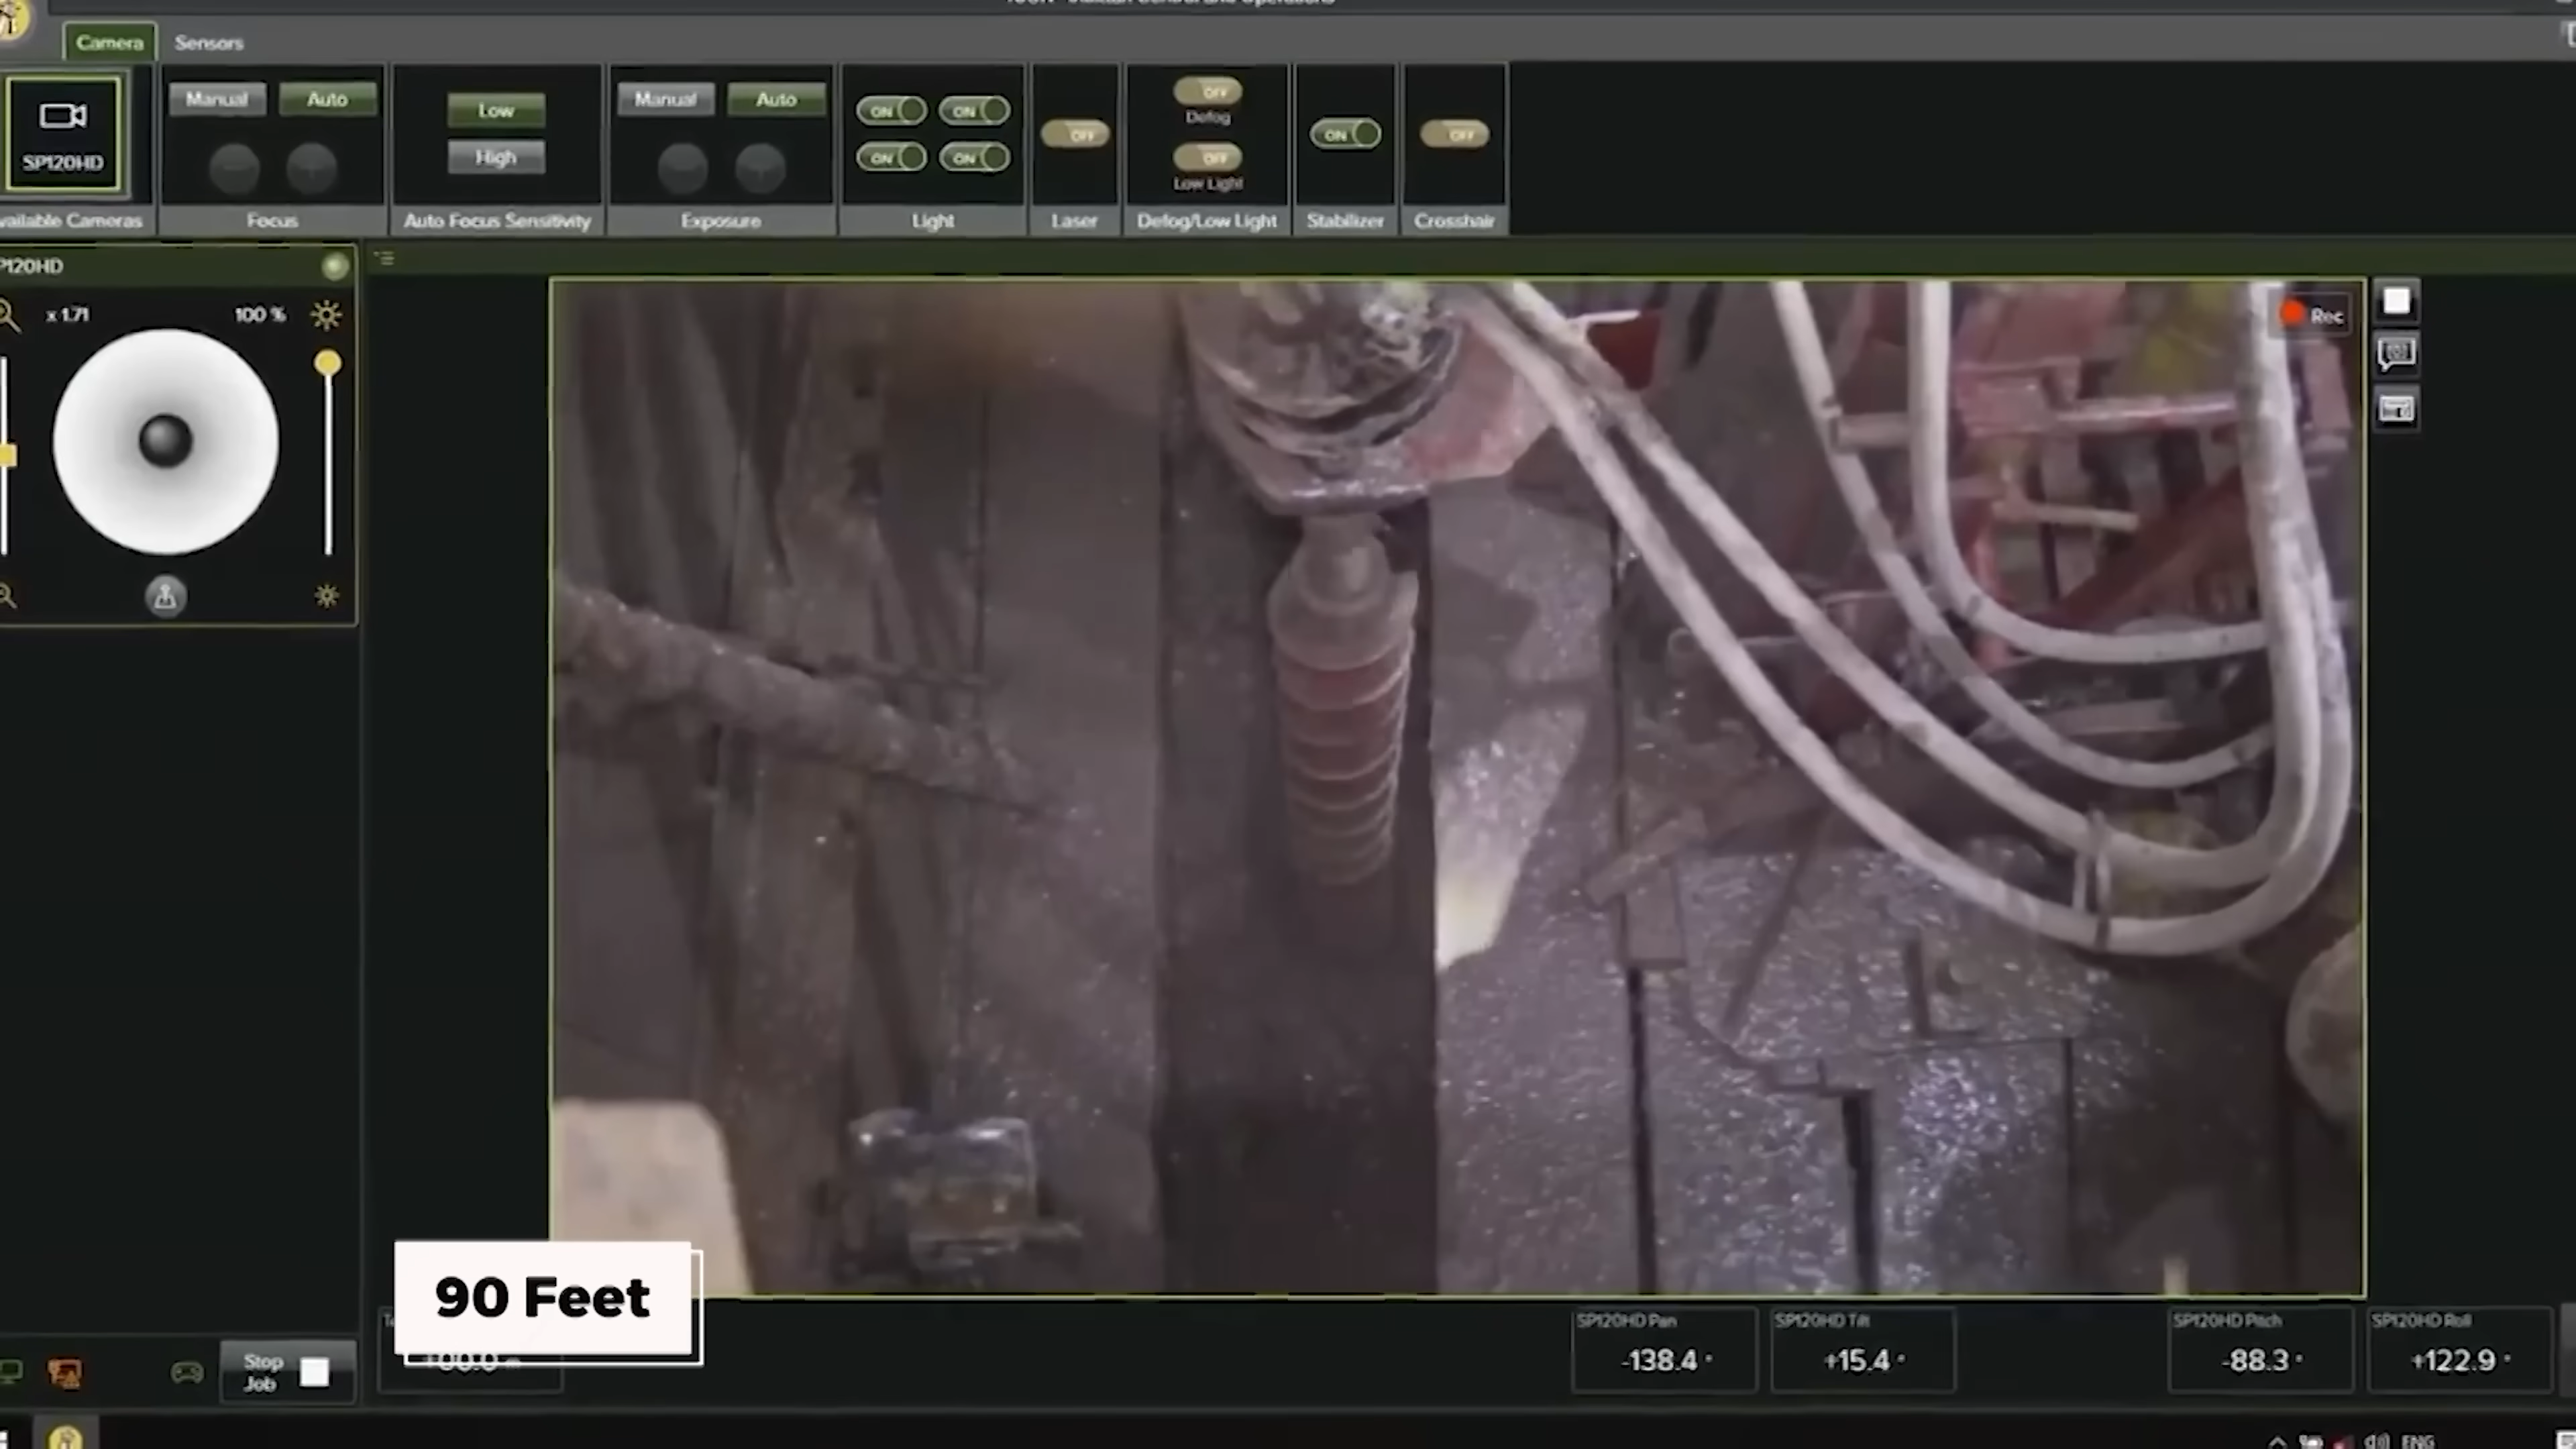 Camera Sensors
SP120HD
Manual Auto
Low
High
Manual Auto
ON ON
ON ON
OFF
OFF
Defog
OFF
Low Light
ON
OFF
Cameras
Focus
Auto Focus Sensitivity
Exposure
Light
Laser
Defog/Low Light
Stabilizer
Crosshair
x 1.71
100 %
Rec
90 Feet
SP120HD Pan
-138.4 °
SP120HD Tilt
+15.4 °
SP120HD Pitch
-88.3 °
SP120HD Roll
+122.9 °
Stop
Job
ENG